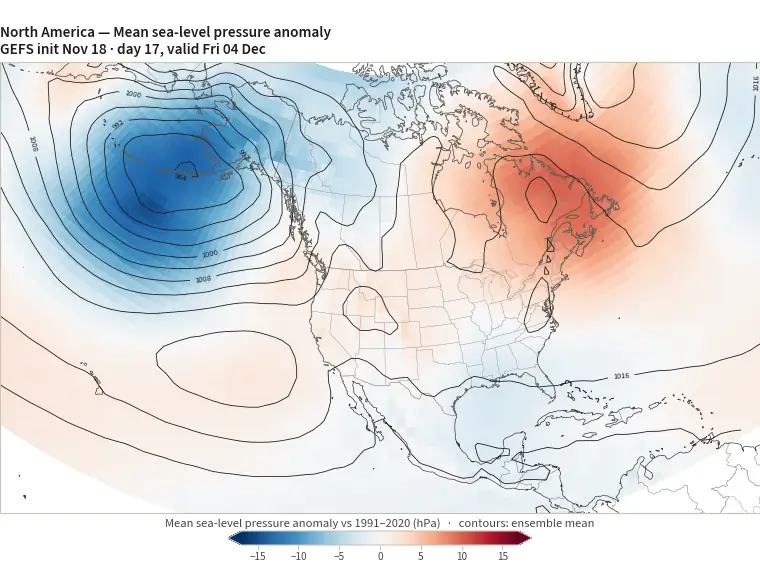 North America — Mean sea-level pressure anomaly
GEFS init Nov 18 · day 17, valid Fri 04 Dec
1000
992
1008
984
1000
1008
1016
1016
Mean sea-level pressure anomaly vs 1991–2020 (hPa) · contours: ensemble mean
−15 −10 −5 0 5 10 15